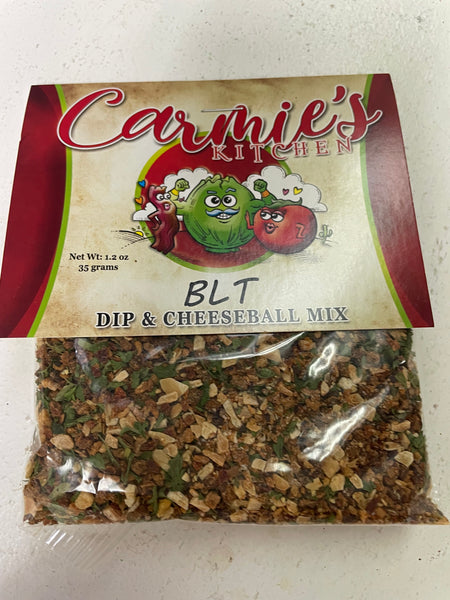 Carmie's
KITCHEN
Net Wt: 1.2 oz
35 grams
BLT
DIP & CHEESEBALL MIX